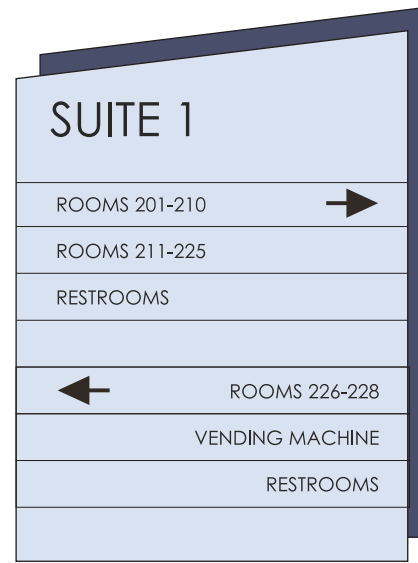 SUITE 1
ROOMS 201-210
ROOMS 211-225
RESTROOMS
ROOMS 226-228
VENDING MACHINE
RESTROOMS